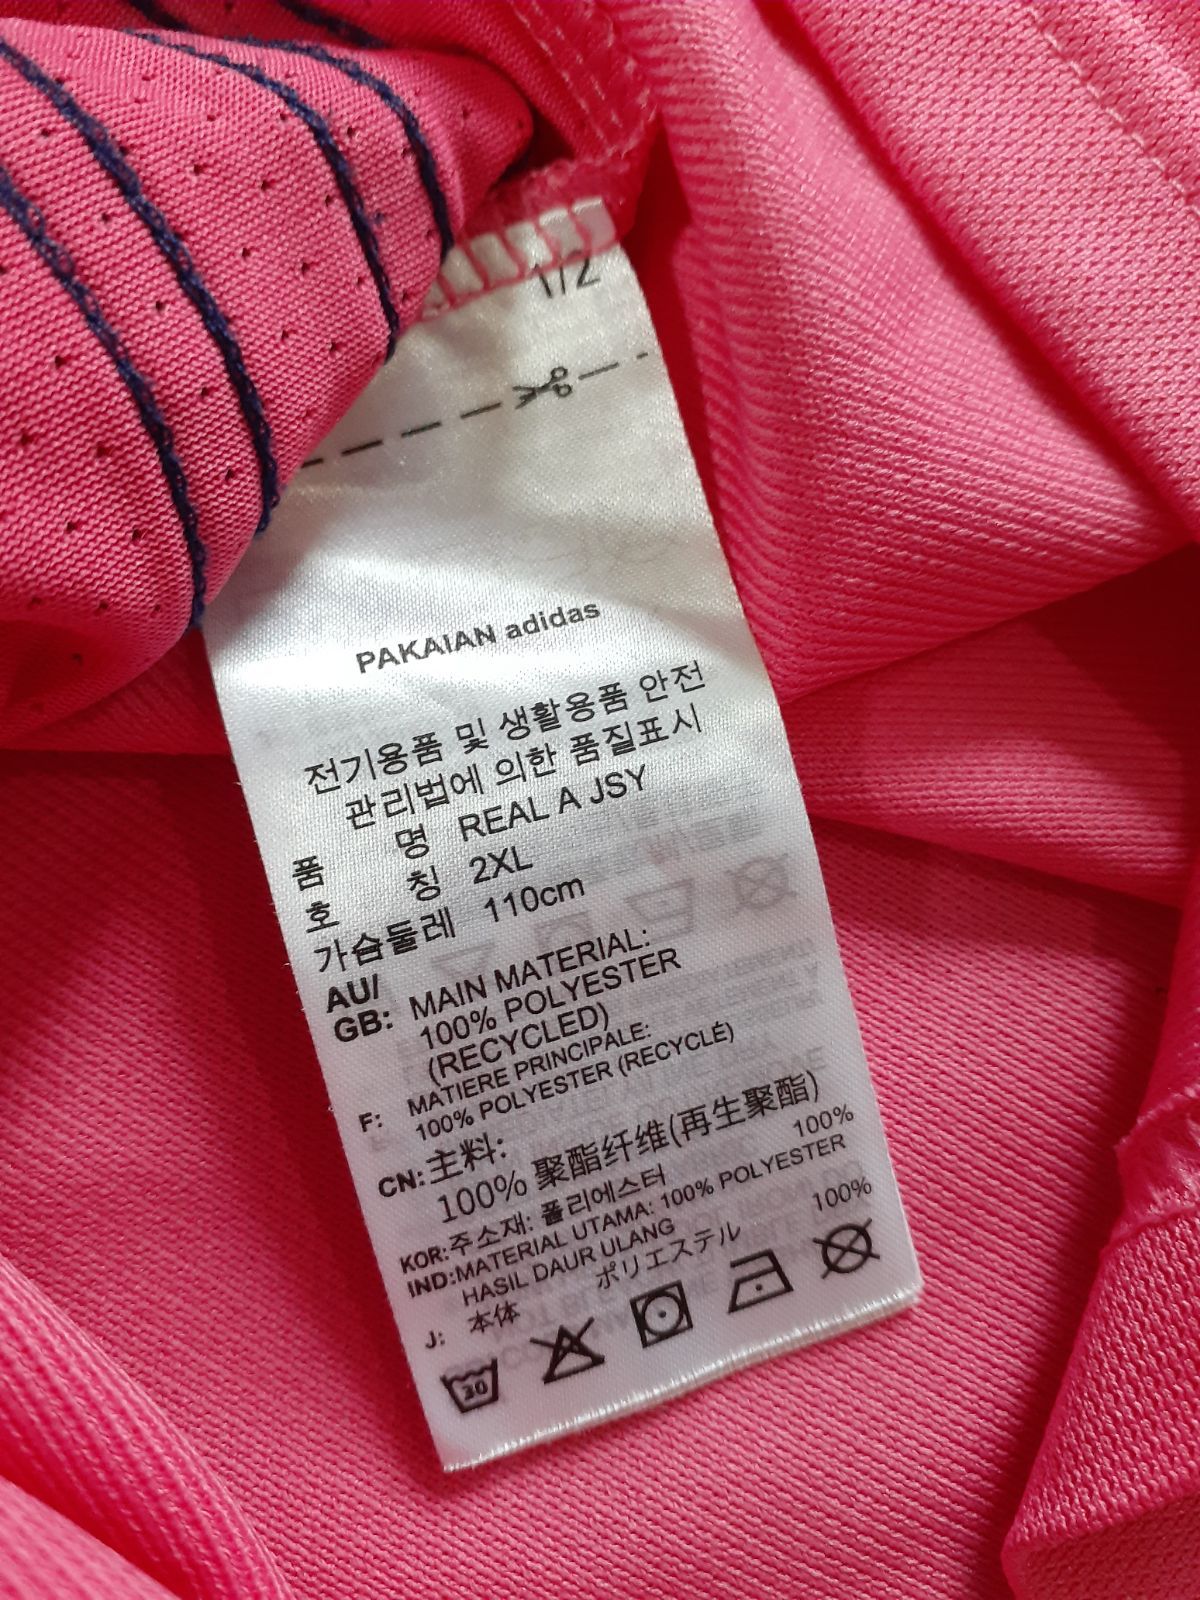 1/2
PAKAIAN adidas
전기용품 및 생활용품 안전
관리법에 의한 품질표시
품 명 REAL A JSY
호 칭 2XL
가슴둘레 110cm
AU/
GB: MAIN MATERIAL:
100% POLYESTER
(RECYCLED)
F: MATIERE PRINCIPALE:
100% POLYESTER (RECYCLÉ)
CN: 主料:
100% 聚酯纤维(再生聚酯)
KOR: 주소재: 폴리에스터 100%
IND: MATERIAL UTAMA: 100% POLYESTER
HASIL DAUR ULANG
J: 本体 ポリエステル 100%
30